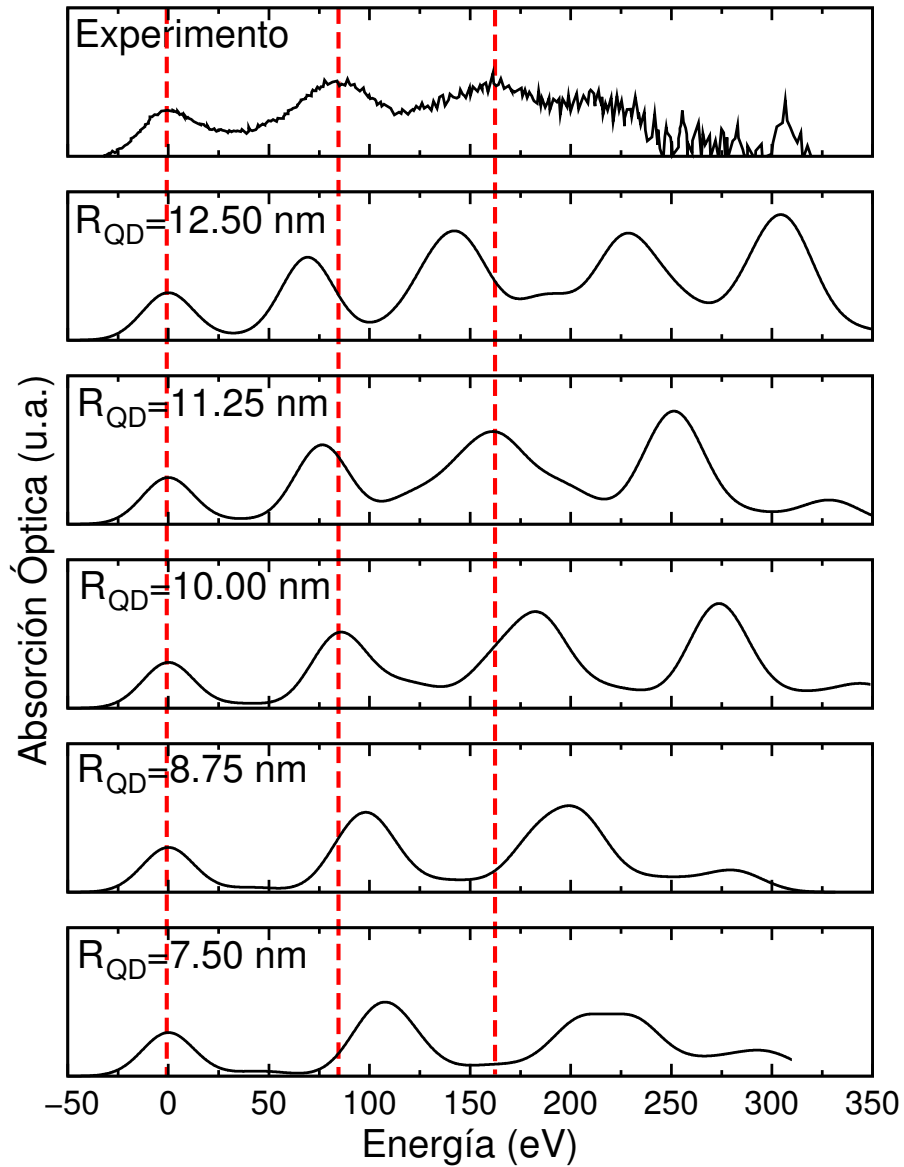 Experimento
R_QD=12.50 nm
R_QD=11.25 nm
R_QD=10.00 nm
R_QD=8.75 nm
R_QD=7.50 nm
Absorción Óptica (u.a.)
−50 0 50 100 150 200 250 300 350
Energía (eV)